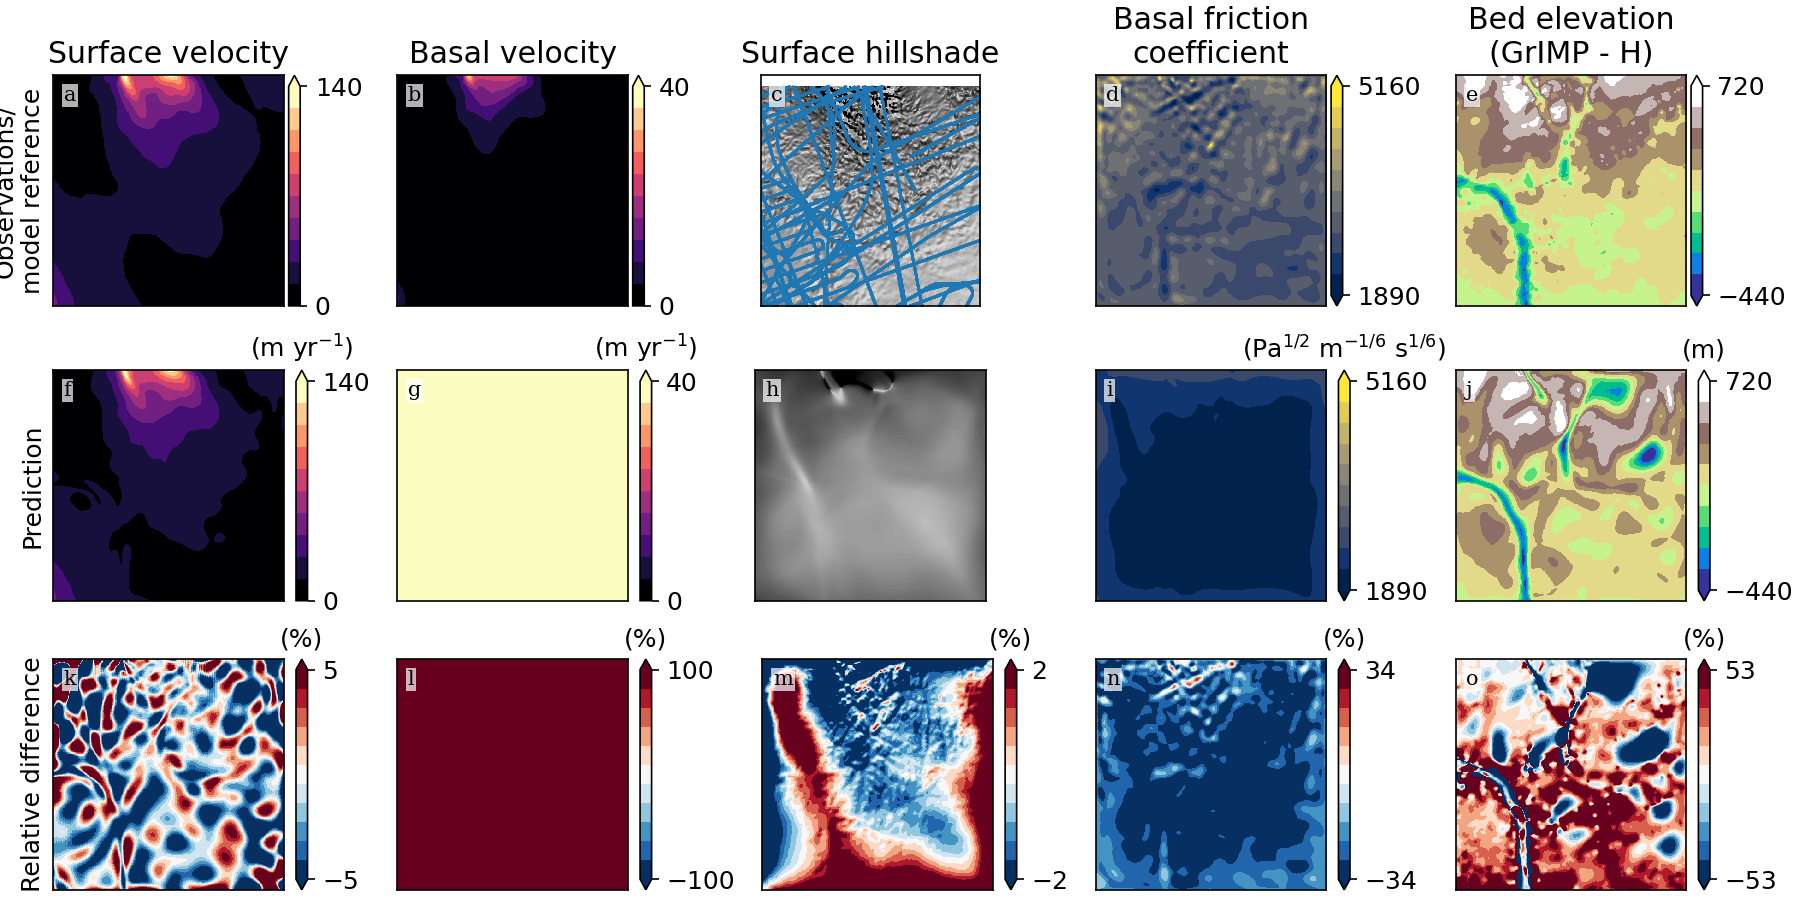 Surface velocity
Basal velocity
Surface hillshade
Basal friction
coefficient
Bed elevation
(GrIMP - H)
Observations/
model reference
a
140
0
b
40
0
c
d
5160
1890
e
720
−440
(m yr−1)
(m yr−1)
(Pa1/2 m−1/6 s1/6)
(m)
Prediction
f
140
0
g
40
0
h
i
5160
1890
j
720
−440
(%)
(%)
(%)
(%)
(%)
Relative difference
k
5
−5
l
100
−100
m
2
−2
n
34
−34
o
53
−53